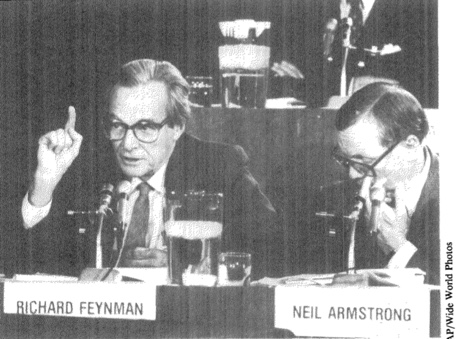 RICHARD FEYNMAN
NEIL ARMSTRONG
AP/Wide World Photos